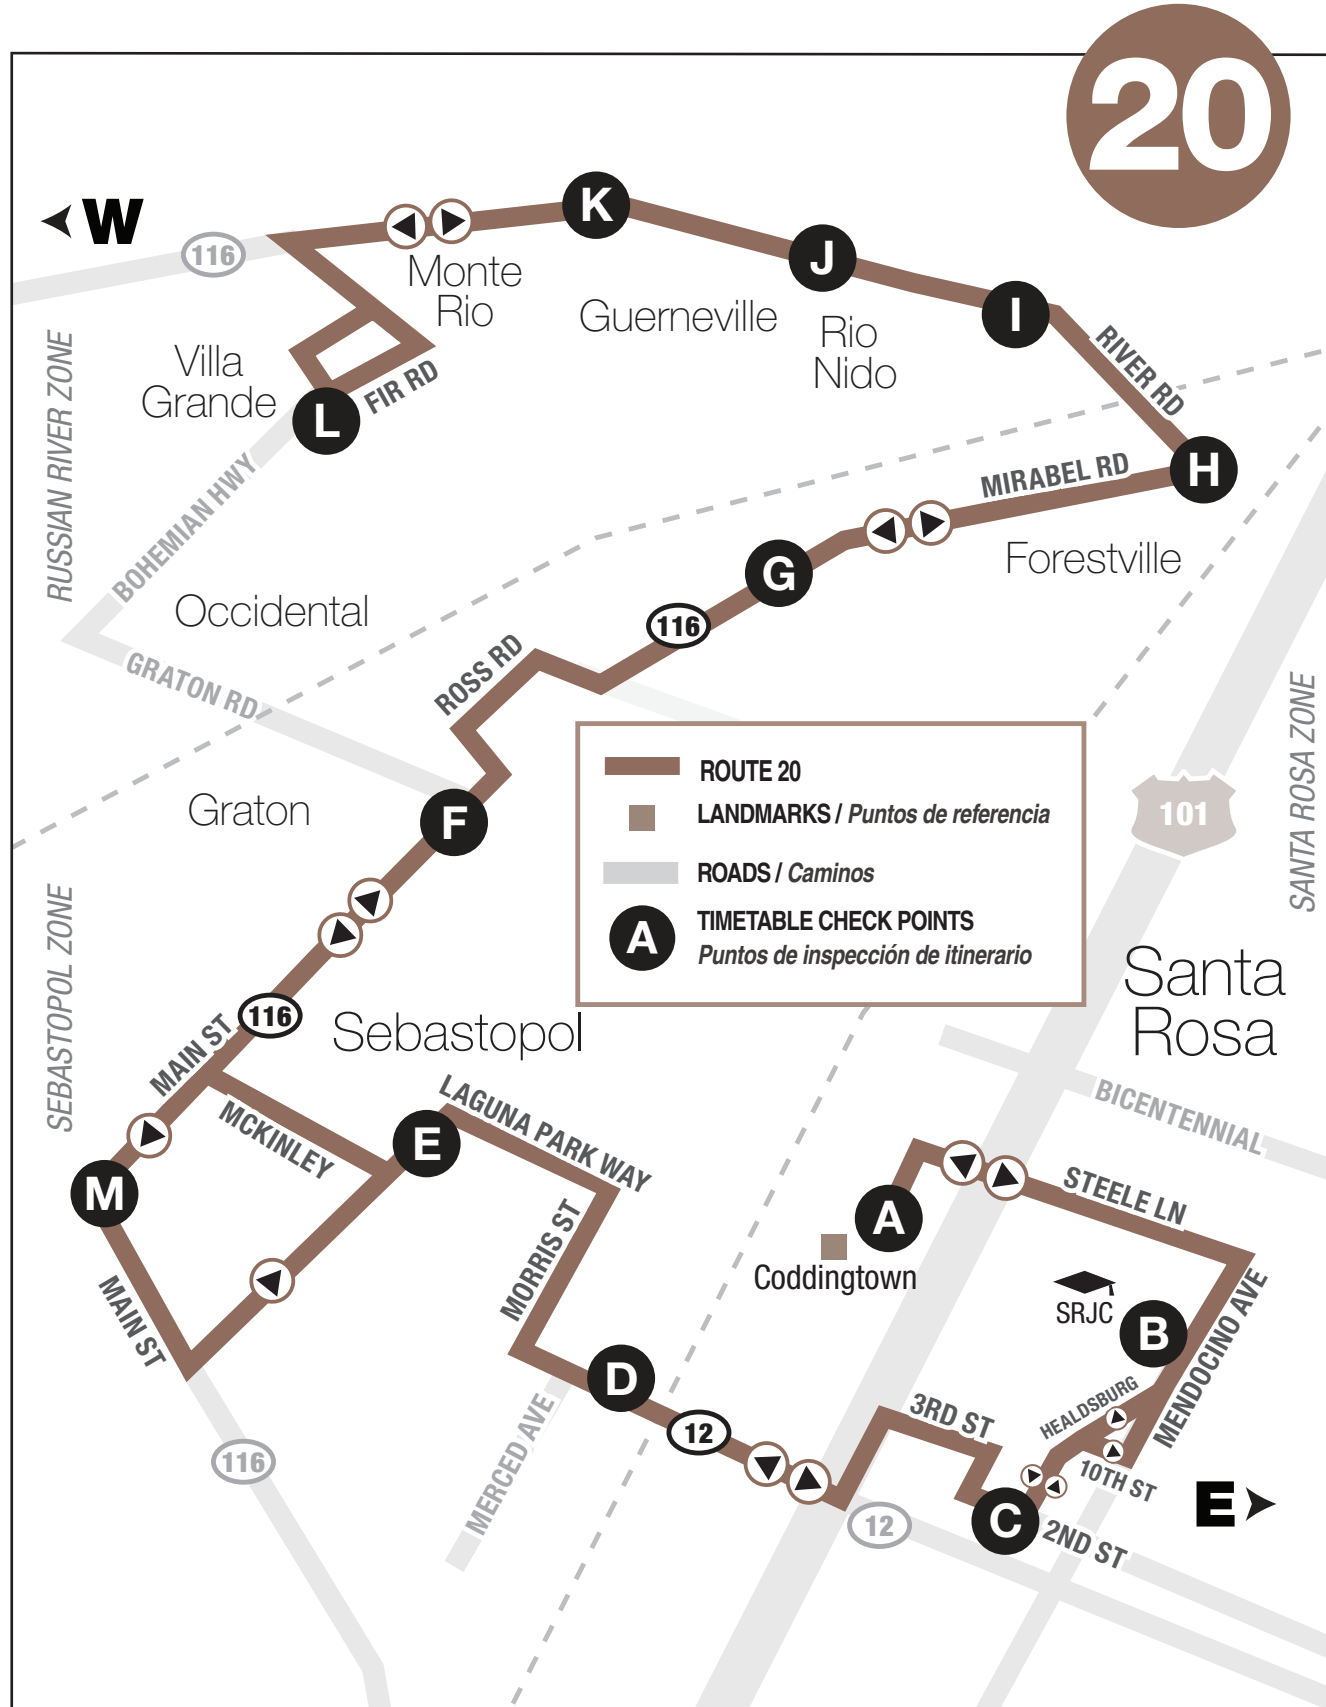 20
W
116
K
J
I
Monte
Rio
Guerneville
Rio
Nido
RIVER RD
Villa
Grande
FIR RD
L
RUSSIAN RIVER ZONE
BOHEMIAN HWY
MIRABEL RD
H
G
Forestville
Occidental
116
ROSS RD
GRATON RD
SANTA ROSA ZONE
ROUTE 20
LANDMARKS / Puntos de referencia
ROADS / Caminos
A
TIMETABLE CHECK POINTS
Puntos de inspección de itinerario
101
Graton
F
SEBASTOPOL ZONE
Santa
Rosa
116
Sebastopol
MAIN ST
MCKINLEY
E
LAGUNA PARK WAY
BICENTENNIAL
M
A
STEELE LN
MORRIS ST
Coddingtown
SRJC
B
MENDOCINO AVE
MAIN ST
D
MERCED AVE
12
3RD ST
HEALDSBURG
10TH ST
116
12
C
2ND ST
E